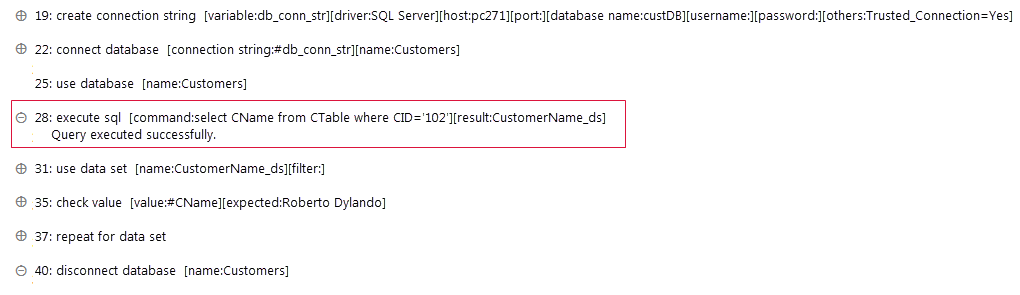 19: create connection string [variable:db_conn_str][driver:SQL Server][host:pc271][port:][database name:custDB][username:][password:][others:Trusted_Connection=Yes]
22: connect database [connection string:#db_conn_str][name:Customers]
25: use database [name:Customers]
28: execute sql [command:select CName from CTable where CID='102'][result:CustomerName_ds]
Query executed successfully.
31: use data set [name:CustomerName_ds][filter:]
35: check value [value:#CName][expected:Roberto Dylando]
37: repeat for data set
40: disconnect database [name:Customers]